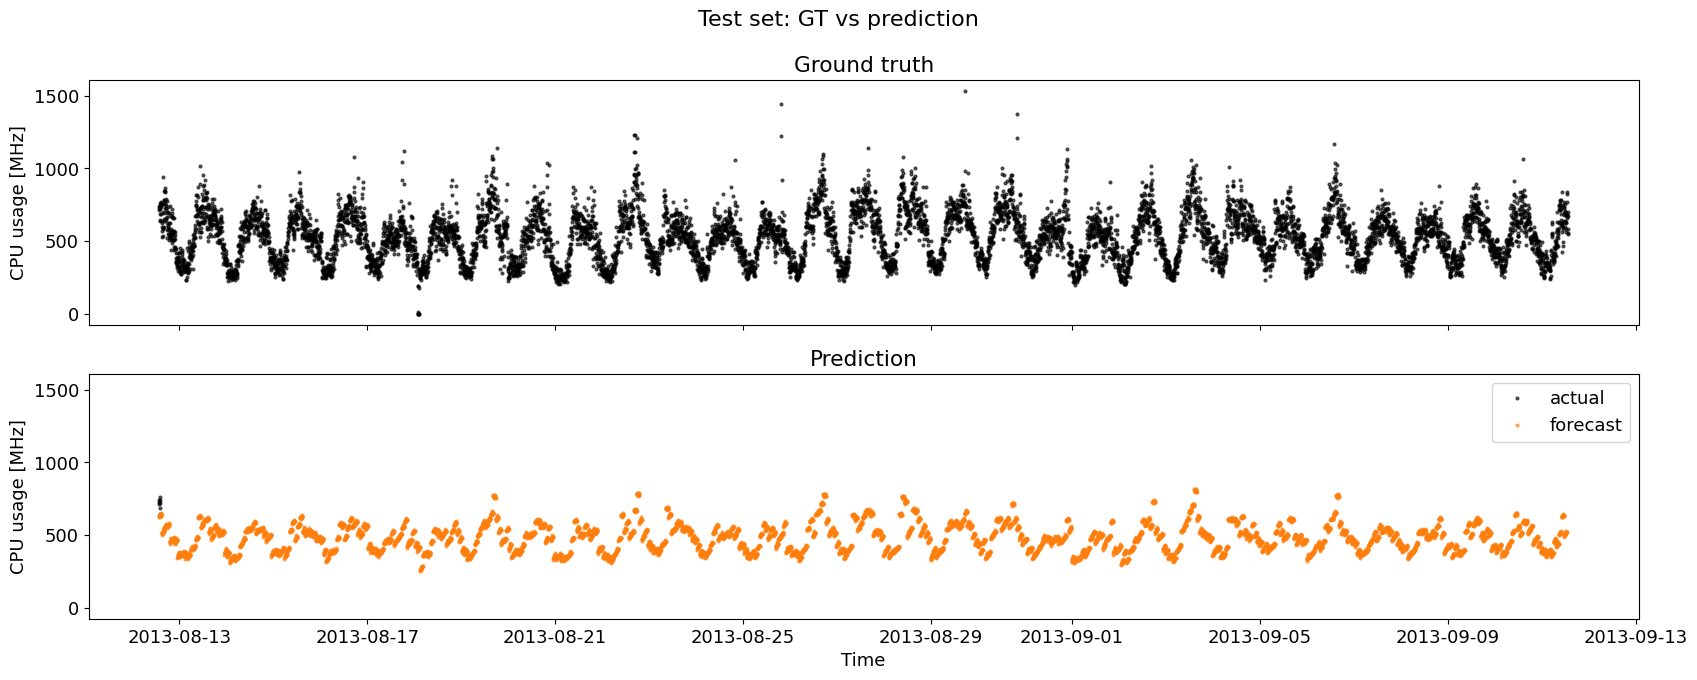 Test set: GT vs prediction
Ground truth
1500
1000
500
0
CPU usage [MHz]
Prediction
1500
1000
500
0
CPU usage [MHz]
actual
forecast
2013-08-13 2013-08-17 2013-08-21 2013-08-25 2013-08-29 2013-09-01 2013-09-05 2013-09-09 2013-09-13
Time